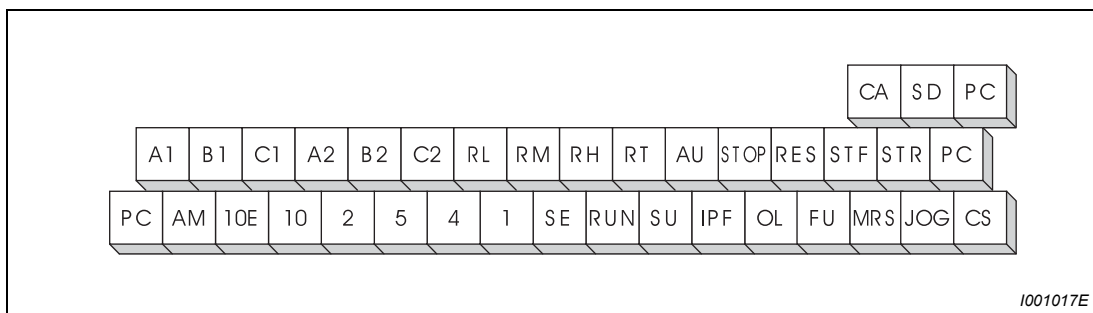 CA SD PC
A1 B1 C1 A2 B2 C2 RL RM RH RT AU STOP RES STF STR PC
PC AM 10E 10 2 5 4 1 SE RUN SU IPF OL FU MRS JOG CS
I001017E